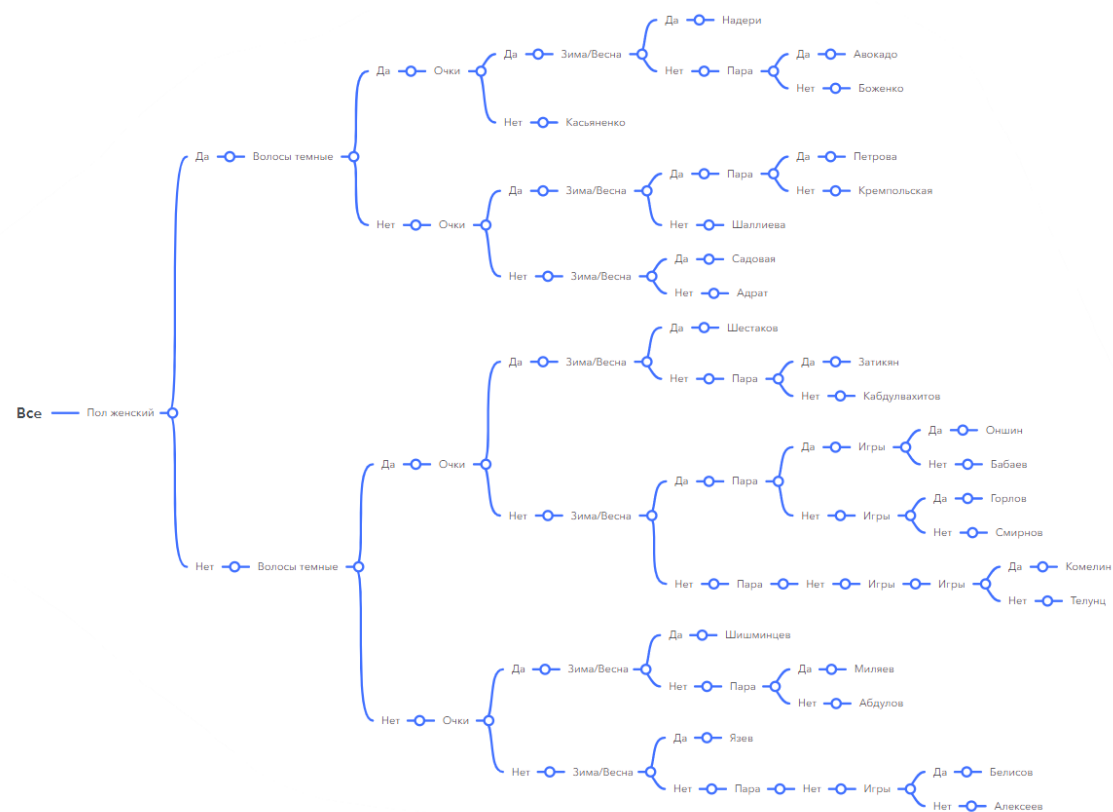 Да Надери
Да Зима/Весна
Нет Пара Да Авокадо
Да Очки
Нет Боженко
Нет Касьяненко
Да Волосы темные
Да Пара Да Петрова
Да Зима/Весна
Нет Кремпольская
Нет Очки
Нет Шаллиева
Да Садовая
Нет Зима/Весна
Нет Адрат
Да Шестаков
Да Зима/Весна
Нет Пара Да Затикян
Нет Кабдулвахитов
Все Пол женский
Да Очки
Да Оншин
Да Игры
Нет Бабаев
Да Пара
Да Горлов
Нет Зима/Весна
Нет Игры
Нет Смирнов
Нет Волосы темные
Да Комелин
Нет Пара Нет Игры Игры
Нет Телунц
Да Шишминцев
Да Зима/Весна
Нет Пара Да Миляев
Нет Абдулов
Нет Очки
Да Язев
Нет Зима/Весна
Да Белисов
Нет Пара Нет Игры
Нет Алексеев